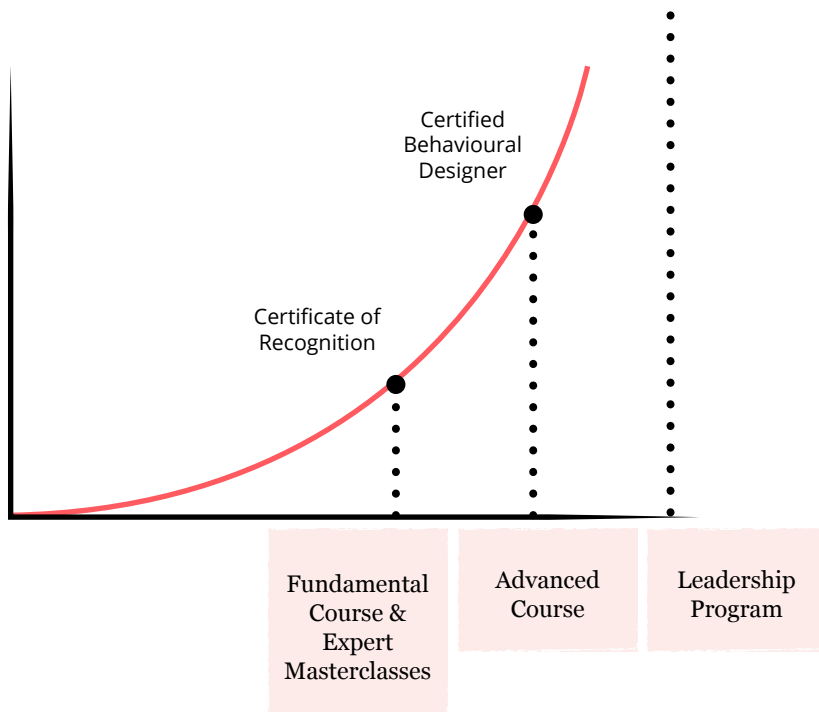 Certified
Behavioural
Designer
Certificate of
Recognition
Fundamental
Course &
Expert
Masterclasses
Advanced
Course
Leadership
Program